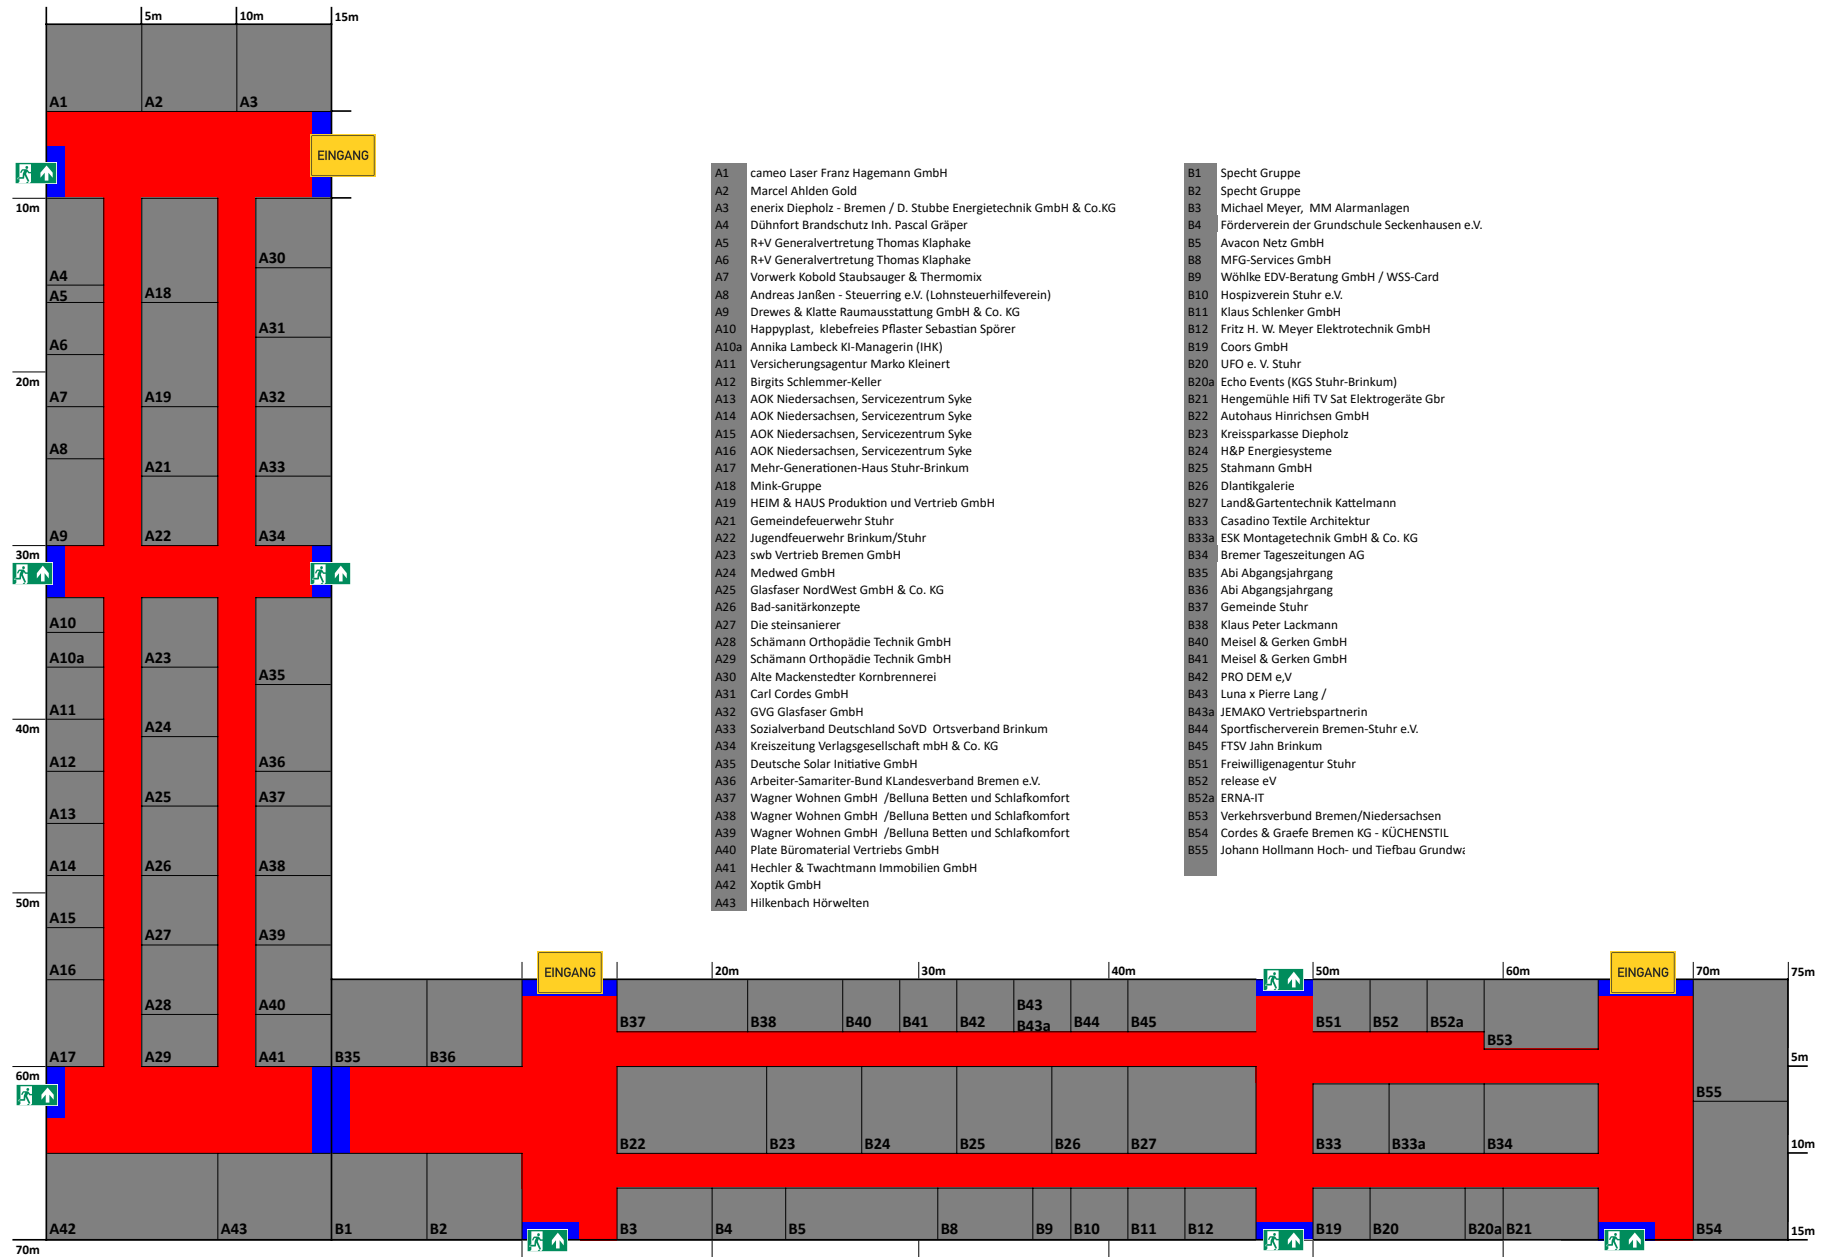 5m 10m 15m
A1 A2 A3
EINGANG
10m
A30
A4
A5 A18
A31
A6
20m
A7 A19 A32
A8
A21 A33
A9 A22 A34
30m
A10
A10a A23
A35
A11
40m A24
A12 A36
A25 A37
A13
A14 A26 A38
50m
A15
A27 A39
A16
A28 A40
A17 A29 A41 B35 B36
60m
A42 A43 B1 B2
70m
A1 cameo Laser Franz Hagemann GmbH
A2 Marcel Ahlden Gold
A3 enerix Diepholz - Bremen / D. Stubbe Energietechnik GmbH & Co.KG
A4 Dühnfort Brandschutz Inh. Pascal Gräper
A5 R+V Generalvertretung Thomas Klaphake
A6 R+V Generalvertretung Thomas Klaphake
A7 Vorwerk Kobold Staubsauger & Thermomix
A8 Andreas Janßen - Steuerring e.V. (Lohnsteuerhilfeverein)
A9 Drewes & Klatte Raumausstattung GmbH & Co. KG
A10 Happyplast, klebefreies Pflaster Sebastian Spörer
A10a Annika Lambeck KI-Managerin (IHK)
A11 Versicherungsagentur Marko Kleinert
A12 Birgits Schlemmer-Keller
A13 AOK Niedersachsen, Servicezentrum Syke
A14 AOK Niedersachsen, Servicezentrum Syke
A15 AOK Niedersachsen, Servicezentrum Syke
A16 AOK Niedersachsen, Servicezentrum Syke
A17 Mehr-Generationen-Haus Stuhr-Brinkum
A18 Mink-Gruppe
A19 HEIM & HAUS Produktion und Vertrieb GmbH
A21 Gemeindefeuerwehr Stuhr
A22 Jugendfeuerwehr Brinkum/Stuhr
A23 swb Vertrieb Bremen GmbH
A24 Medwed GmbH
A25 Glasfaser NordWest GmbH & Co. KG
A26 Bad-sanitärkonzepte
A27 Die steinsanierer
A28 Schämann Orthopädie Technik GmbH
A29 Schämann Orthopädie Technik GmbH
A30 Alte Mackenstedter Kornbrennerei
A31 Carl Cordes GmbH
A32 GVG Glasfaser GmbH
A33 Sozialverband Deutschland SoVD Ortsverband Brinkum
A34 Kreiszeitung Verlagsgesellschaft mbH & Co. KG
A35 Deutsche Solar Initiative GmbH
A36 Arbeiter-Samariter-Bund KLandesverband Bremen e.V.
A37 Wagner Wohnen GmbH /Belluna Betten und Schlafkomfort
A38 Wagner Wohnen GmbH /Belluna Betten und Schlafkomfort
A39 Wagner Wohnen GmbH /Belluna Betten und Schlafkomfort
A40 Plate Büromaterial Vertriebs GmbH
A41 Hechler & Twachtmann Immobilien GmbH
A42 Xoptik GmbH
A43 Hilkenbach Hörwelten
B1 Specht Gruppe
B2 Specht Gruppe
B3 Michael Meyer, MM Alarmanlagen
B4 Förderverein der Grundschule Seckenhausen e.V.
B5 Avacon Netz GmbH
B8 MFG-Services GmbH
B9 Wöhlke EDV-Beratung GmbH / WSS-Card
B10 Hospizverein Stuhr e.V.
B11 Klaus Schlenker GmbH
B12 Fritz H. W. Meyer Elektrotechnik GmbH
B19 Coors GmbH
B20 UFO e. V. Stuhr
B20a Echo Events (KGS Stuhr-Brinkum)
B21 Hengemühle Hifi TV Sat Elektrogeräte Gbr
B22 Autohaus Hinrichsen GmbH
B23 Kreissparkasse Diepholz
B24 H&P Energiesysteme
B25 Stahmann GmbH
B26 Dlantikgalerie
B27 Land&Gartentechnik Kattelmann
B33 Casadino Textile Architektur
B33a ESK Montagetechnik GmbH & Co. KG
B34 Bremer Tageszeitungen AG
B35 Abi Abgangsjahrgang
B36 Abi Abgangsjahrgang
B37 Gemeinde Stuhr
B38 Klaus Peter Lackmann
B40 Meisel & Gerken GmbH
B41 Meisel & Gerken GmbH
B42 PRO DEM e,V
B43 Luna x Pierre Lang /
B43a JEMAKO Vertriebspartnerin
B44 Sportfischerverein Bremen-Stuhr e.V.
B45 FTSV Jahn Brinkum
B51 Freiwilligenagentur Stuhr
B52 release eV
B52a ERNA-IT
B53 Verkehrsverbund Bremen/Niedersachsen
B54 Cordes & Graefe Bremen KG - KÜCHENSTIL
B55 Johann Hollmann Hoch- und Tiefbau Grundwa
EINGANG 20m 30m 40m 50m 60m EINGANG 70m 75m
B43
B37 B38 B40 B41 B42 B43a B44 B45 B51 B52 B52a
B53
5m
B55
B22 B23 B24 B25 B26 B27 B33 B33a B34 10m
B3 B4 B5 B8 B9 B10 B11 B12 B19 B20 B20a B21 B54 15m